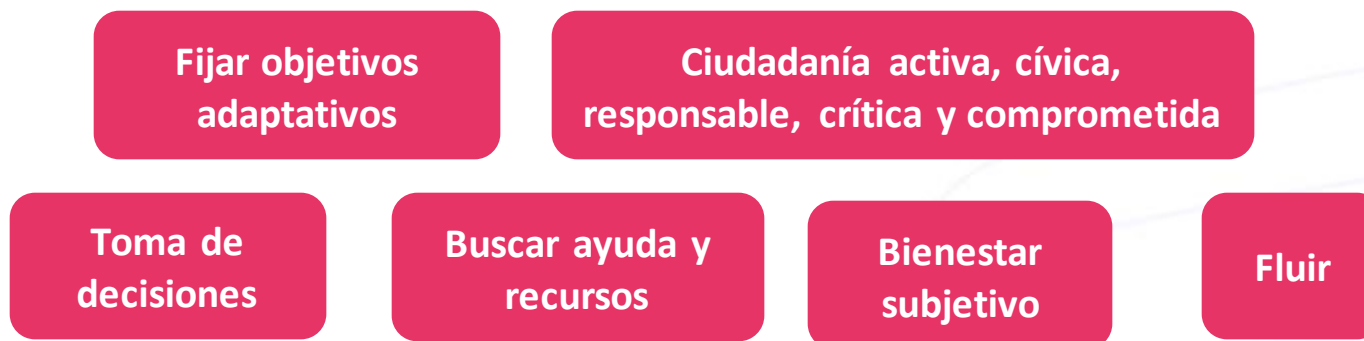 Fijar objetivos
adaptativos
Ciudadanía activa, cívica,
responsable, crítica y comprometida
Toma de
decisiones
Buscar ayuda y
recursos
Bienestar
subjetivo
Fluir